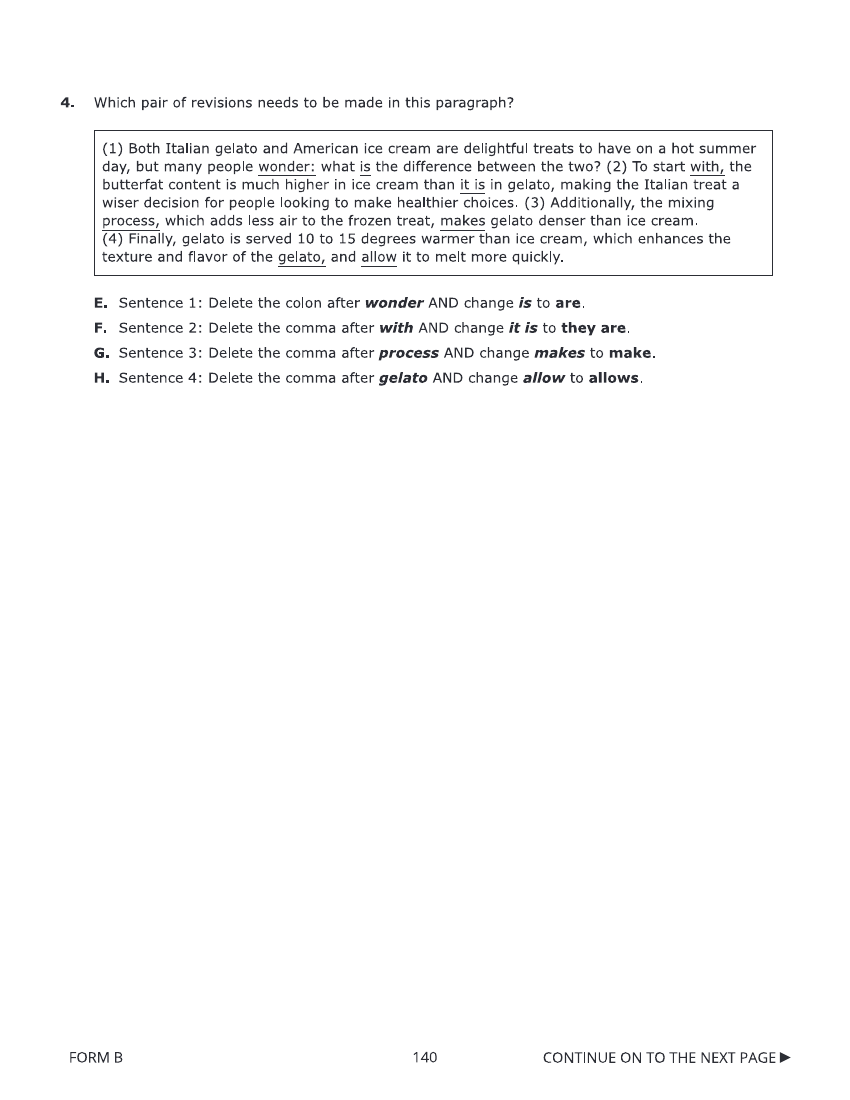 4. Which pair of revisions needs to be made in this paragraph?
(1) Both Italian gelato and American ice cream are delightful treats to have on a hot summer
day, but many people wonder: what is the difference between the two? (2) To start with, the
butterfat content is much higher in ice cream than it is in gelato, making the Italian treat a
wiser decision for people looking to make healthier choices. (3) Additionally, the mixing
process, which adds less air to the frozen treat, makes gelato denser than ice cream.
(4) Finally, gelato is served 10 to 15 degrees warmer than ice cream, which enhances the
texture and flavor of the gelato, and allow it to melt more quickly.
E. Sentence 1: Delete the colon after wonder AND change is to are.
F. Sentence 2: Delete the comma after with AND change it is to they are.
G. Sentence 3: Delete the comma after process AND change makes to make.
H. Sentence 4: Delete the comma after gelato AND change allow to allows.
FORM B 140 CONTINUE ON TO THE NEXT PAGE ►